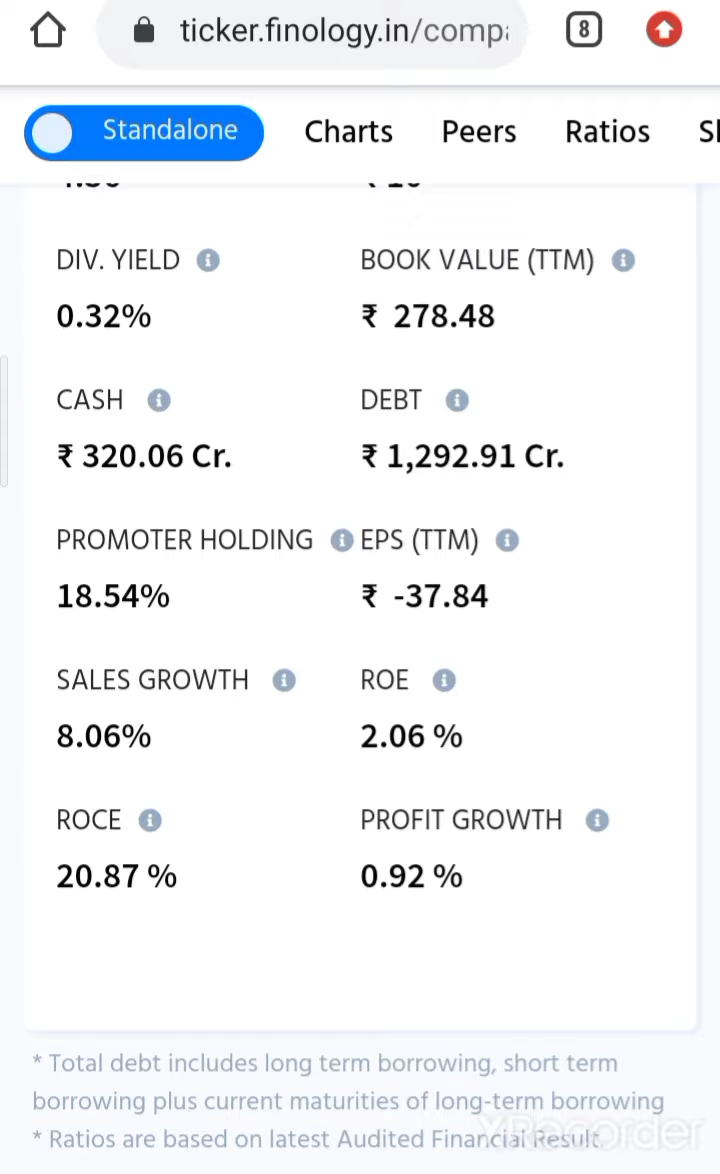 ticker.finology.in/comp
8
Standalone Charts Peers Ratios
DIV. YIELD BOOK VALUE (TTM)
0.32% ₹ 278.48
CASH DEBT
₹ 320.06 Cr. ₹ 1,292.91 Cr.
PROMOTER HOLDING EPS (TTM)
18.54% ₹ -37.84
SALES GROWTH ROE
8.06% 2.06 %
ROCE PROFIT GROWTH
20.87 % 0.92 %
* Total debt includes long term borrowing, short term
borrowing plus current maturities of long-term borrowing
* Ratios are based on latest Audited Financial Result.
XRecorder